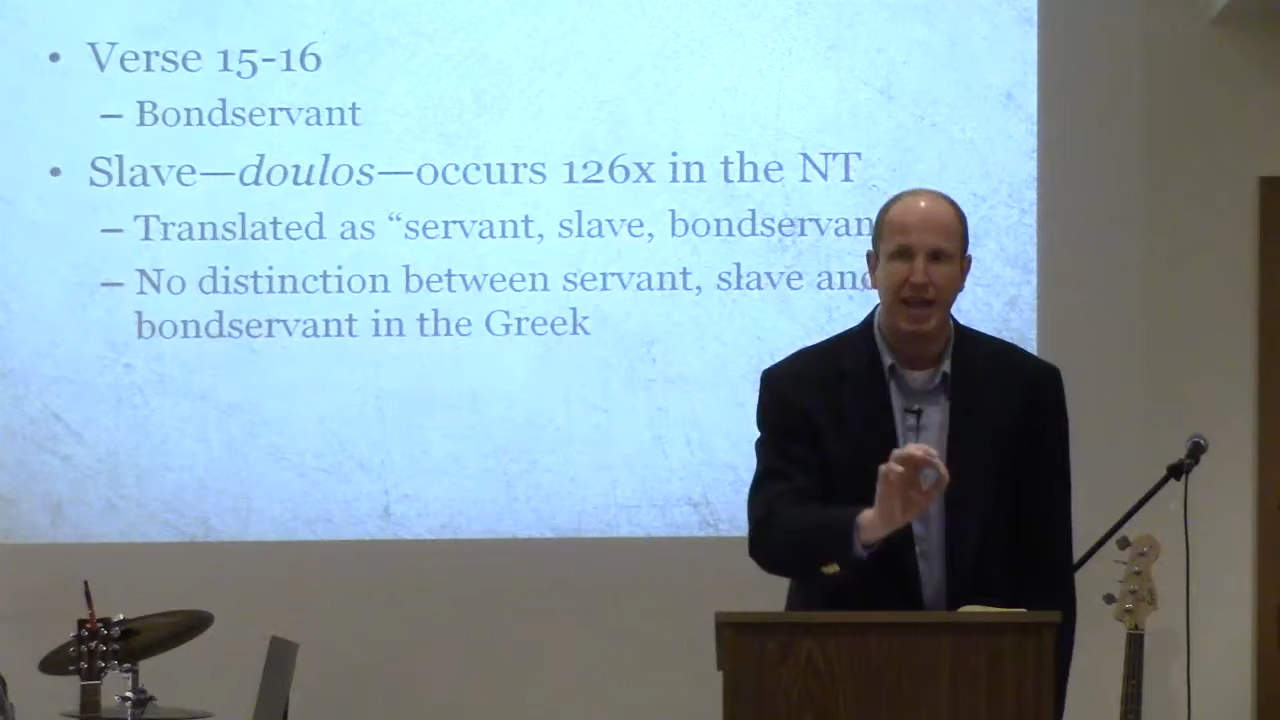 • Verse 15-16
– Bondservant
• Slave—doulos—occurs 126x in the NT
– Translated as “servant, slave, bondservan
– No distinction between servant, slave and
bondservant in the Greek